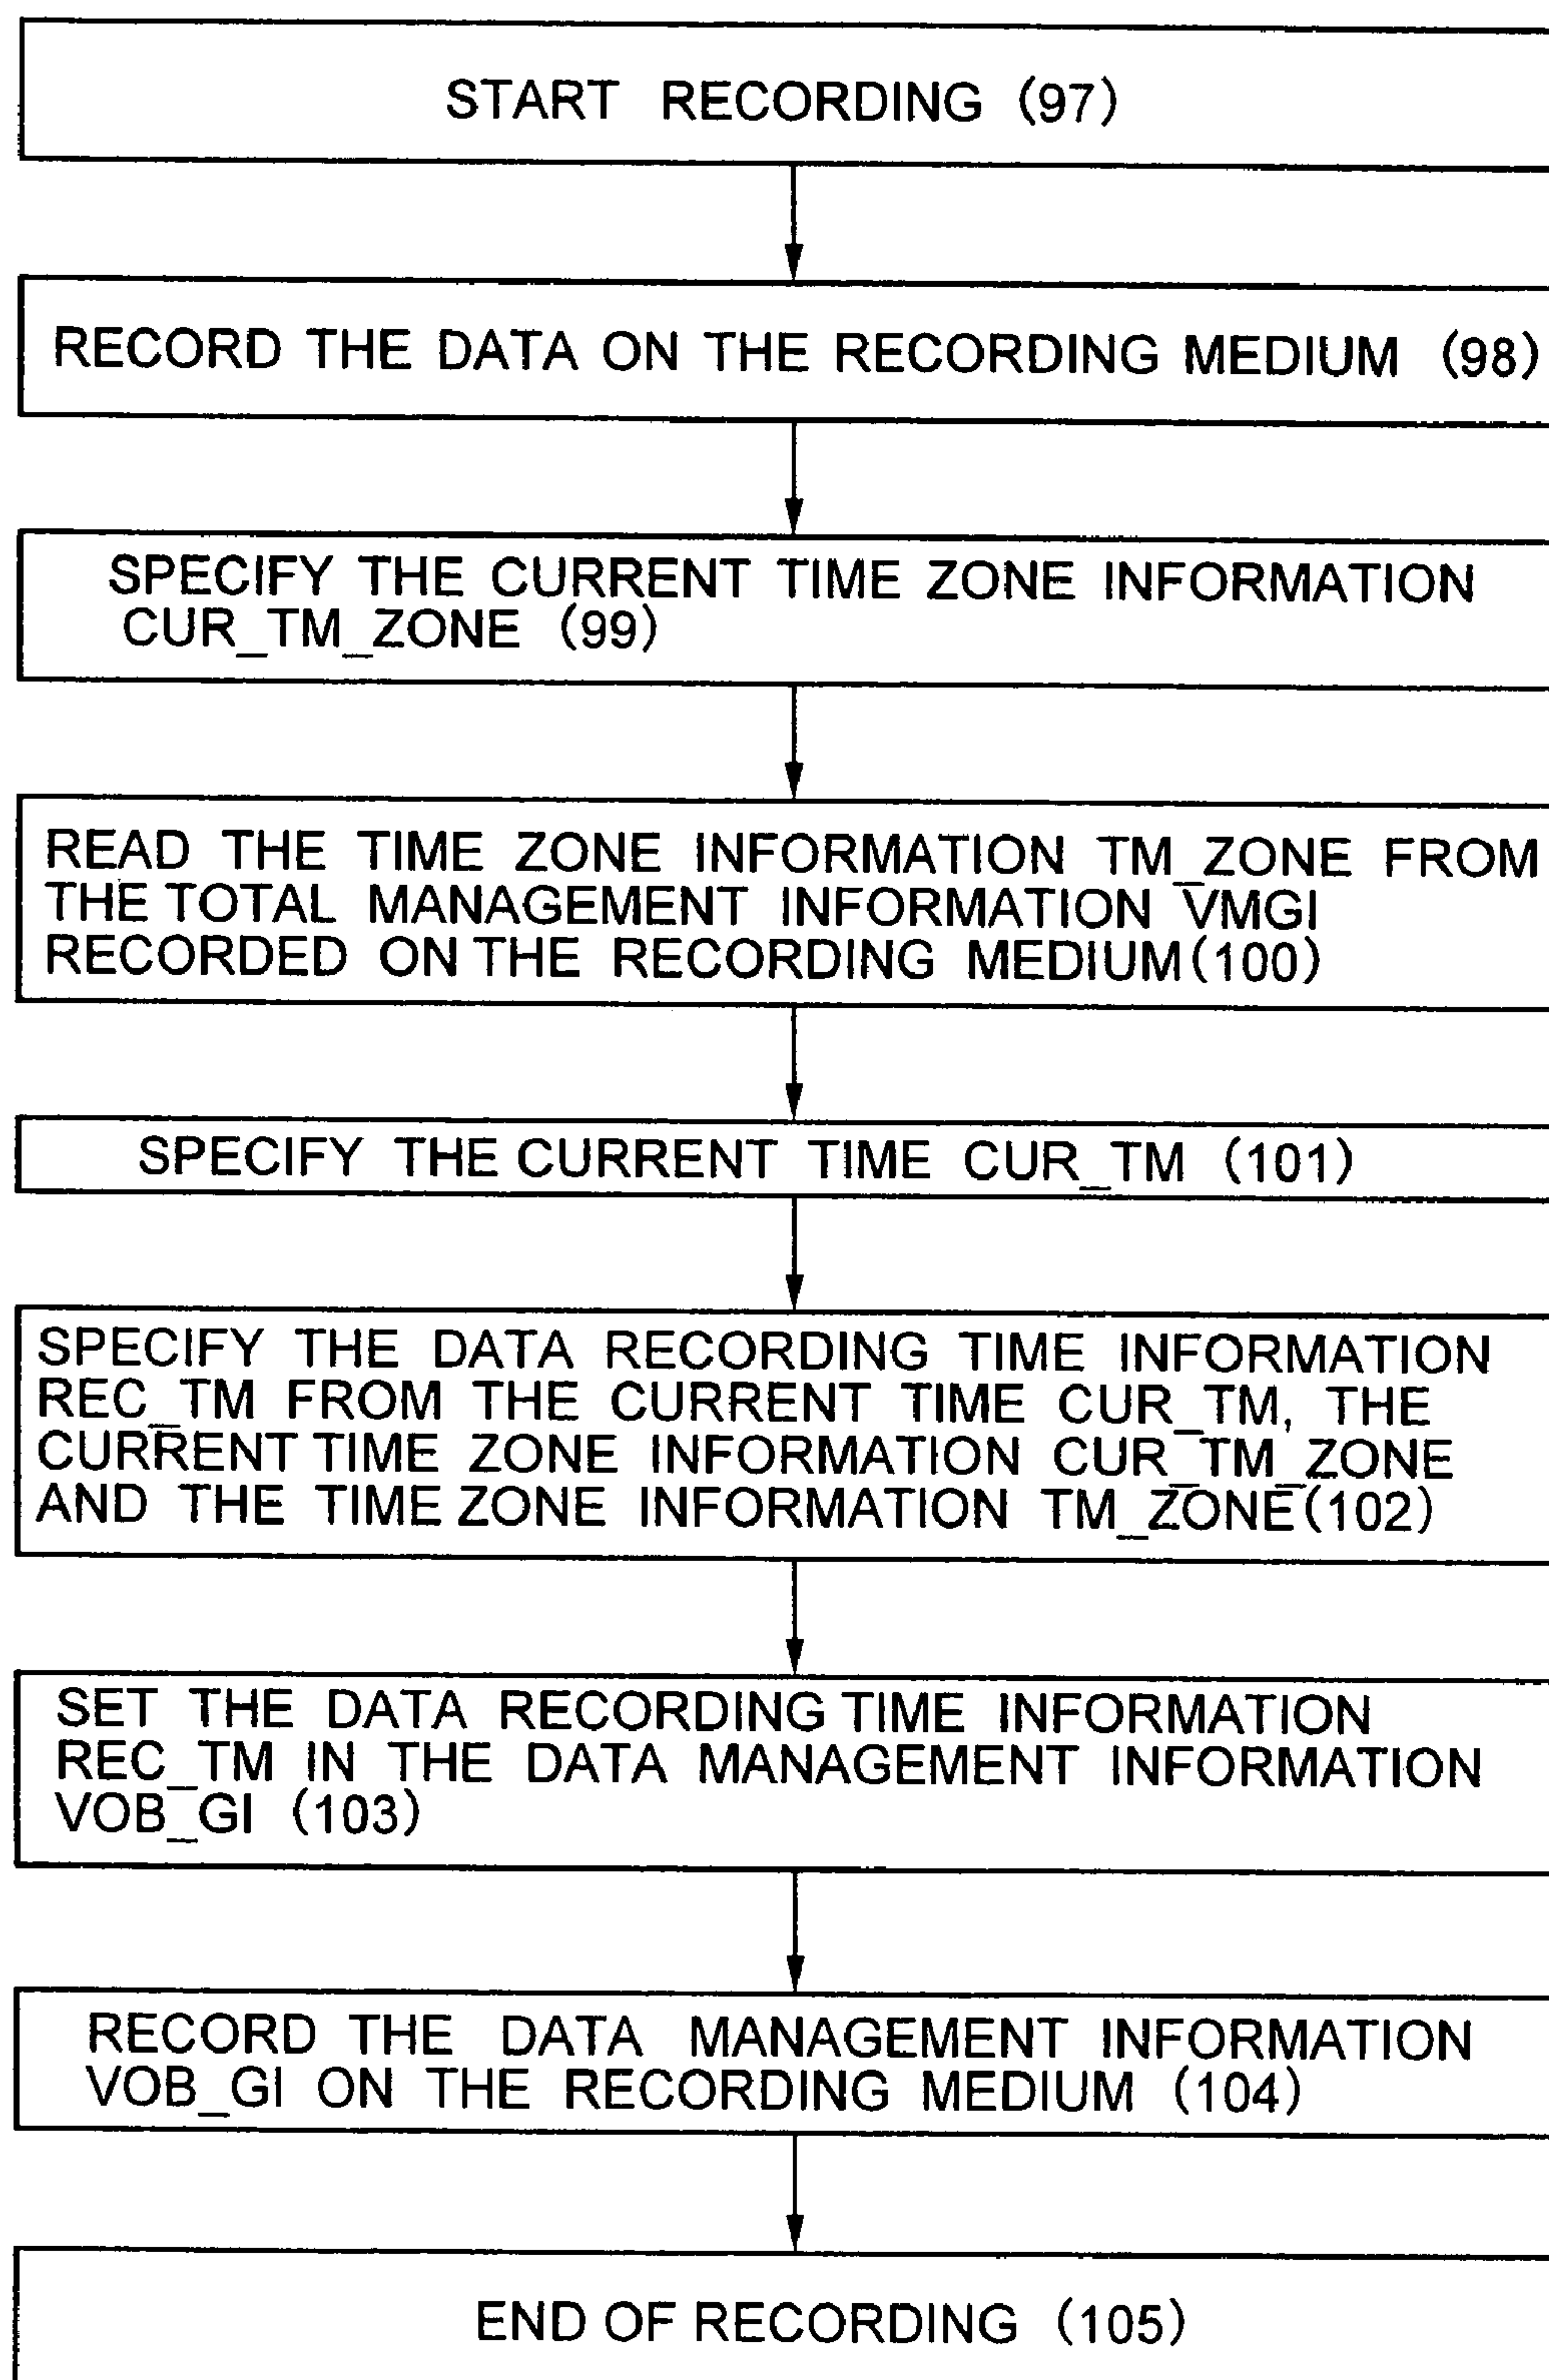 START RECORDING (97)
RECORD THE DATA ON THE RECORDING MEDIUM (98)
SPECIFY THE CURRENT TIME ZONE INFORMATION
CUR_TM_ZONE (99)
READ THE TIME ZONE INFORMATION TM_ZONE FROM
THE TOTAL MANAGEMENT INFORMATION VMGI
RECORDED ON THE RECORDING MEDIUM(100)
SPECIFY THE CURRENT TIME CUR_TM (101)
SPECIFY THE DATA RECORDING TIME INFORMATION
REC_TM FROM THE CURRENT TIME CUR_TM, THE
CURRENT TIME ZONE INFORMATION CUR_TM_ZONE
AND THE TIME ZONE INFORMATION TM_ZONE(102)
SET THE DATA RECORDING TIME INFORMATION
REC_TM IN THE DATA MANAGEMENT INFORMATION
VOB_GI (103)
RECORD THE DATA MANAGEMENT INFORMATION
VOB_GI ON THE RECORDING MEDIUM (104)
END OF RECORDING (105)